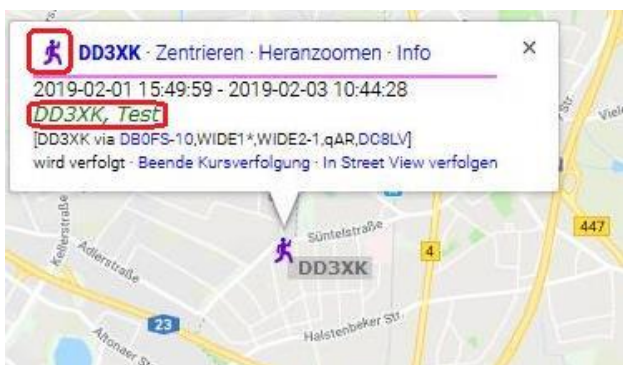 DD3XK · Zentrieren · Heranzoomen · Info ×
2019-02-01 15:49:59 - 2019-02-03 10:44:28
DD3XK, Test
[DD3XK via DB0FS-10,WIDE1*,WIDE2-1,qAR,DC8LV]
wird verfolgt · Beende Kursverfolgung · In Street View verfolgen
Viele
Kellerstraße
Adlerstraße
Süntelstraße
447
4
DD3XK
23
Halstenbeker Str.
Altonaer St